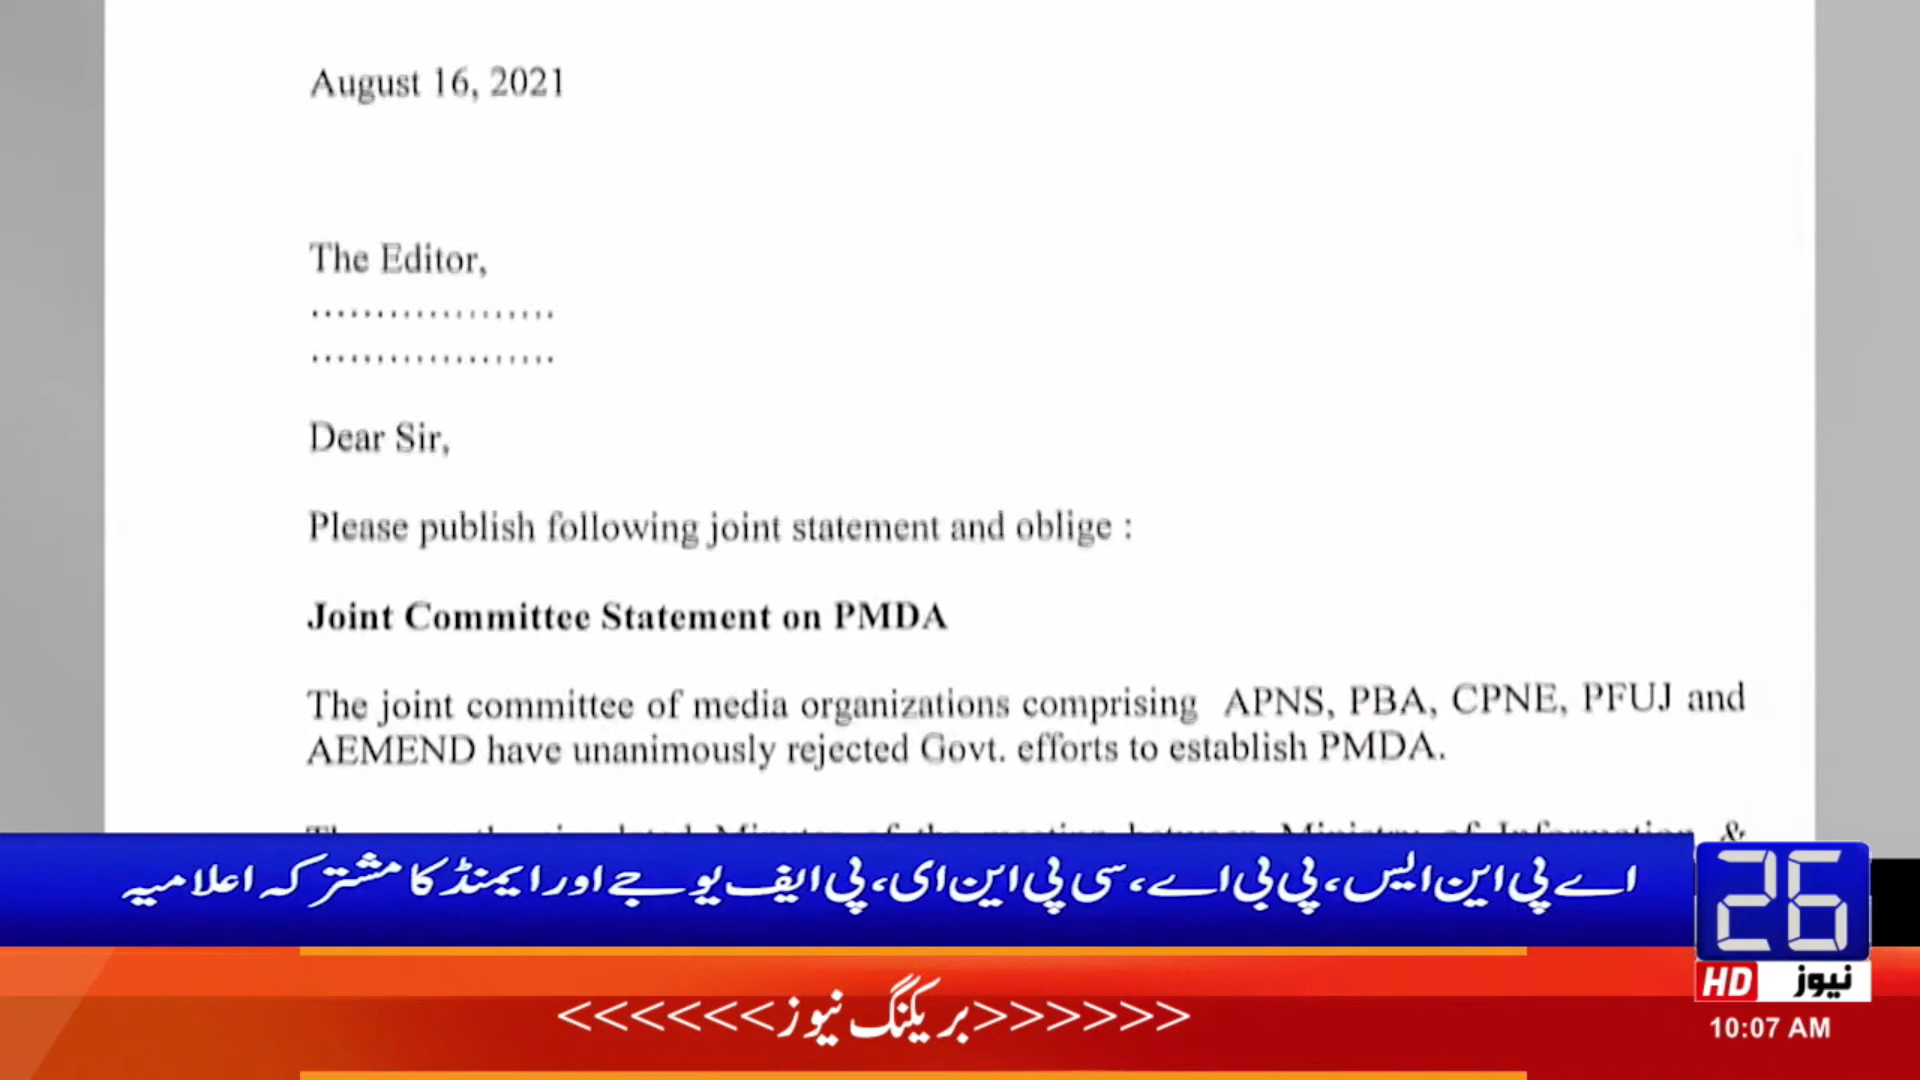 August 16, 2021
The Editor,
...................
...................
Dear Sir,
Please publish following joint statement and oblige :
Joint Committee Statement on PMDA
The joint committee of media organizations comprising APNS, PBA, CPNE, PFUJ and
AEMEND have unanimously rejected Govt. efforts to establish PMDA.
اے پی این ایس، پی بی اے، سی پی این ای، پی ایف یو جے اور ایمنڈ کا مشترکہ اعلامیہ
26
HD نیوز
<<<<<<بریکنگ نیوز>>>>>>
10:07 AM